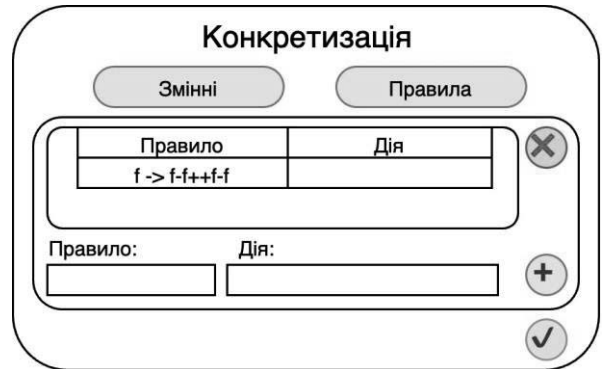 Конкретизація
Змінні Правила
Правило Дія
f -> f-f++f-f
Правило: Дія: